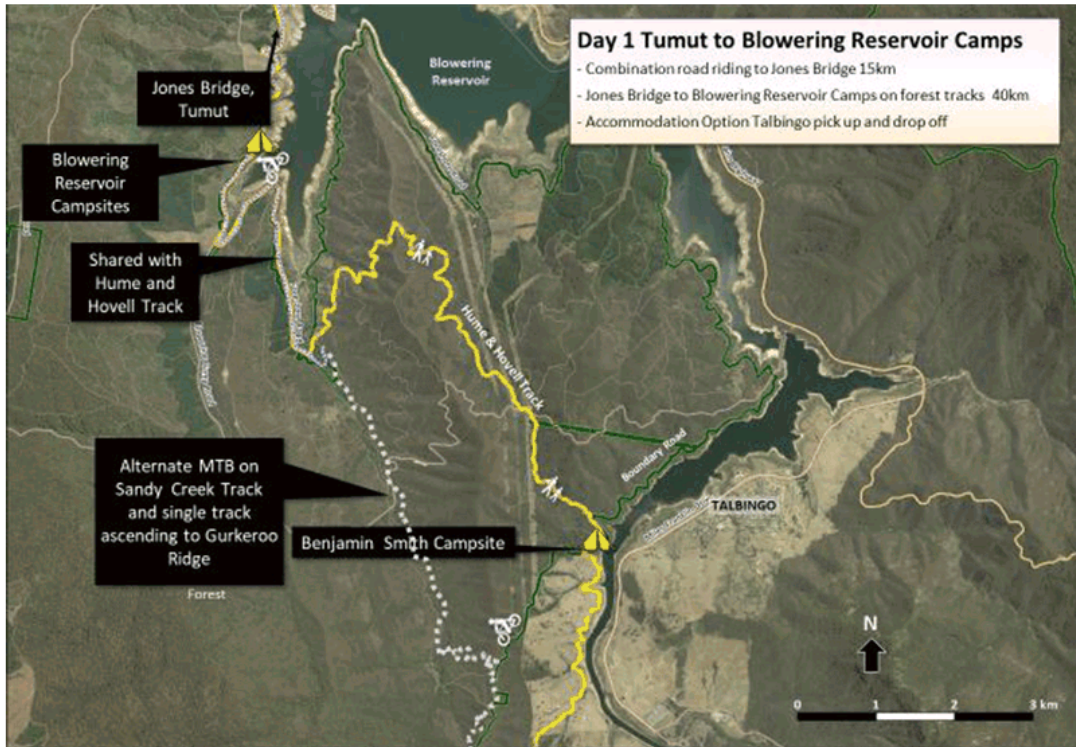 Day 1 Tumut to Blowering Reservoir Camps
- Combination road riding to Jones Bridge 15km
- Jones Bridge to Blowering Reservoir Camps on forest tracks 40km
- Accommodation Option Talbingo pick up and drop off
Blowering
Reservoir
Jones Bridge,
Tumut
Blowering
Reservoir
Campsites
Shared with
Hume and
Hovell Track
Hume & Hovell Track
Boundary Road
Alternate MTB on
Sandy Creek Track
and single track
ascending to Gurkeroo
Ridge
Forest
Benjamin Smith Campsite
TALBINGO
N
0 1 2 3 km